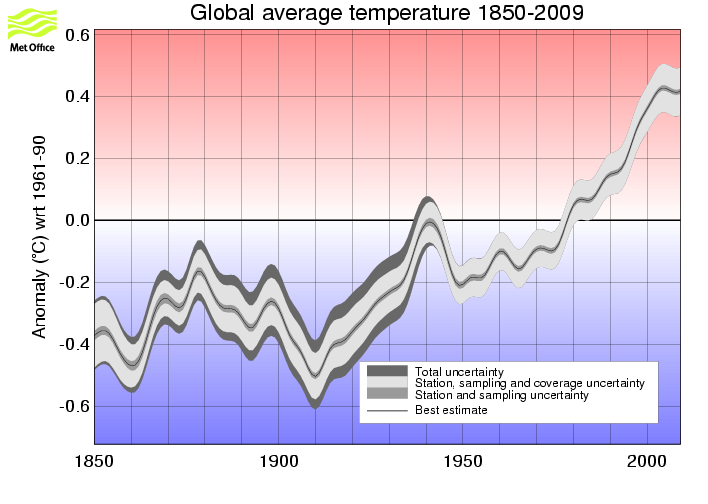 Met Office
Global average temperature 1850-2009
Anomaly (°C) wrt 1961-90
0.6
0.4
0.2
0.0
-0.2
-0.4
-0.6
Total uncertainty
Station, sampling and coverage uncertainty
Station and sampling uncertainty
Best estimate
1850 1900 1950 2000